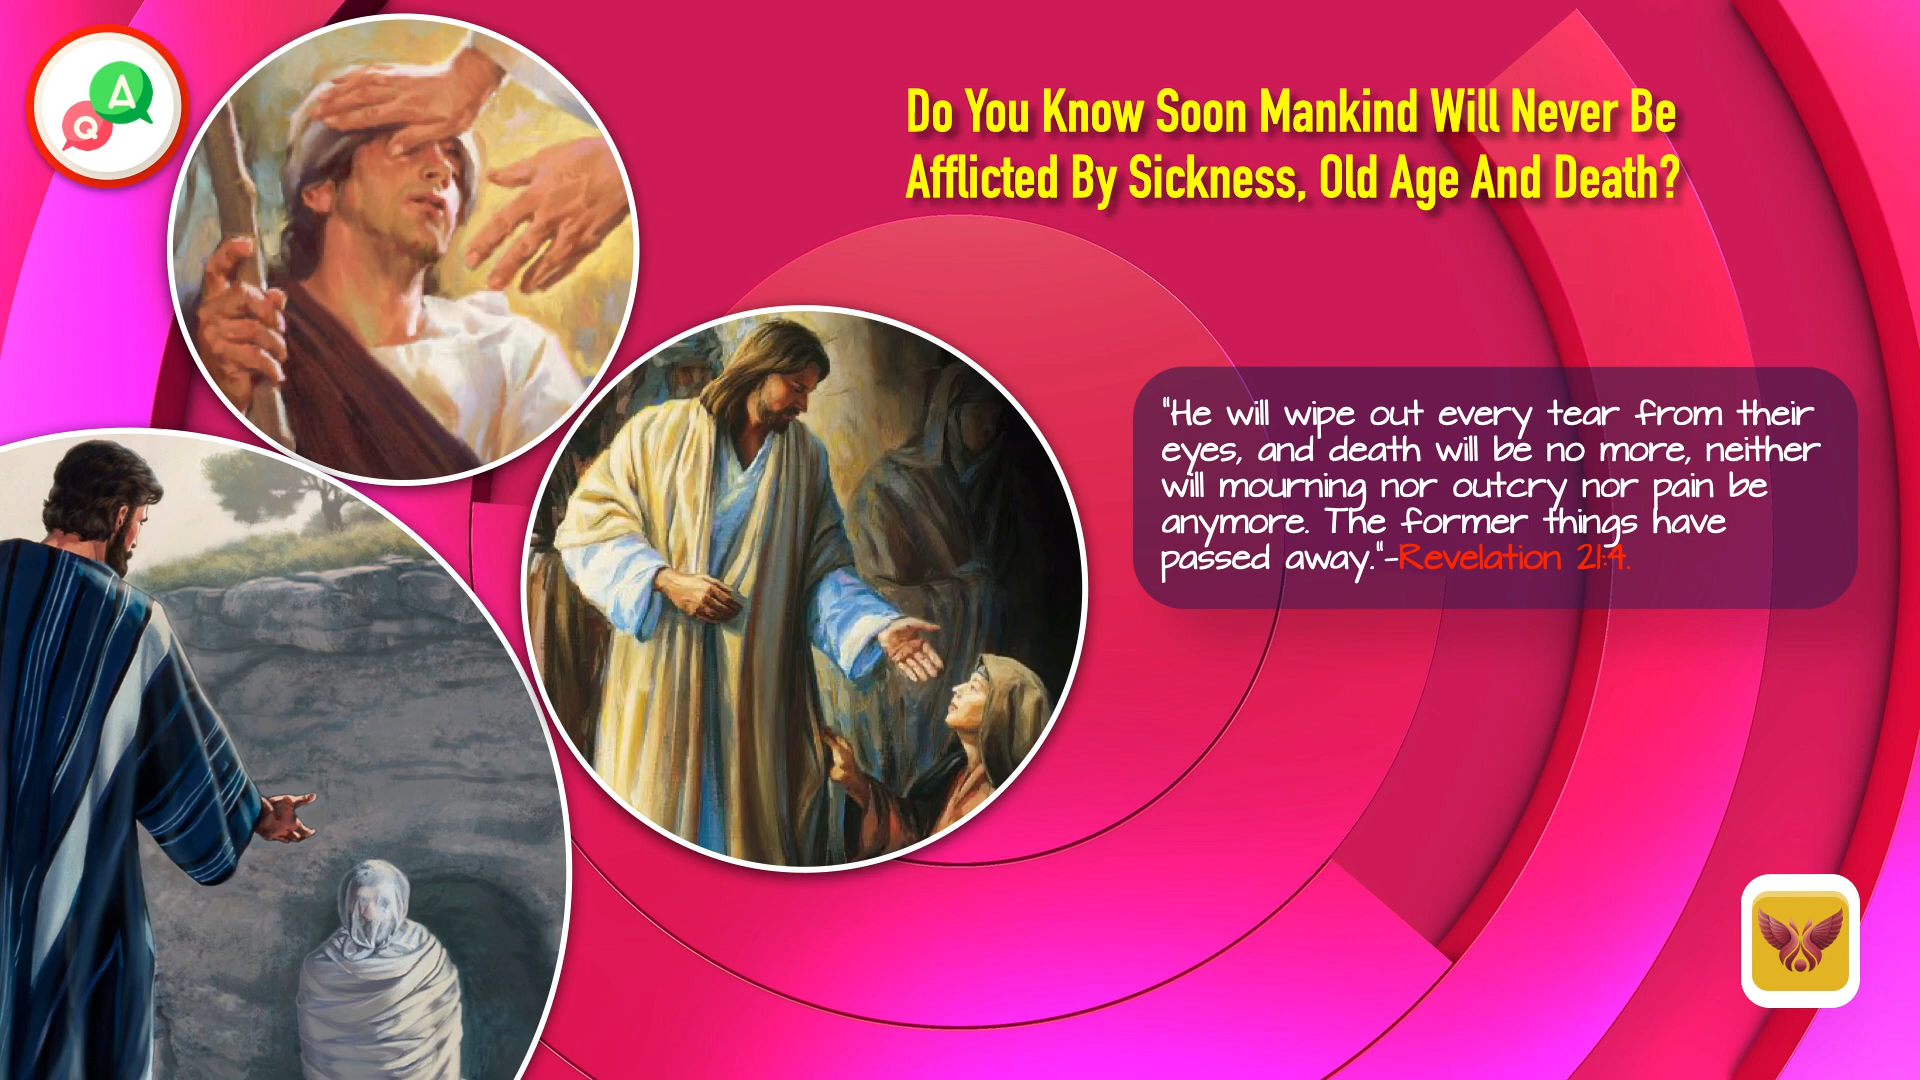 Q A
Do You Know Soon Mankind Will Never Be
Afflicted By Sickness, Old Age And Death?
"He will wipe out every tear from their
eyes, and death will be no more, neither
will mourning nor outcry nor pain be
anymore. The former things have
passed away."-Revelation 21:4.